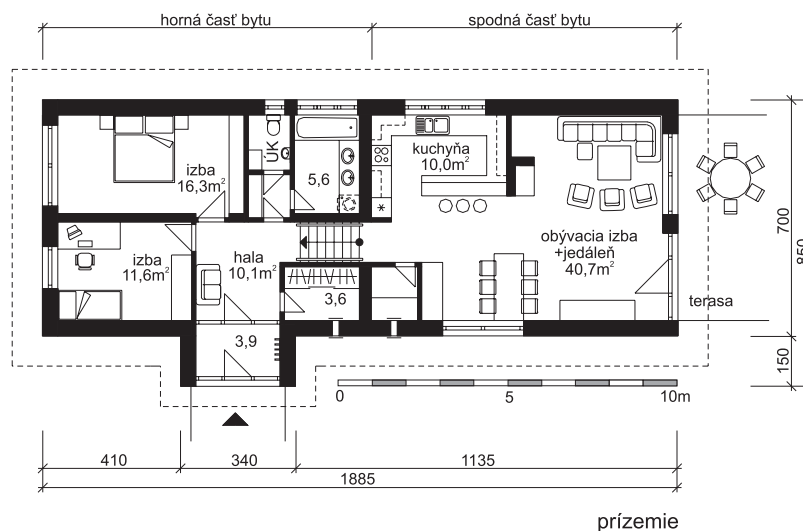 horná časť bytu
spodná časť bytu
izba
16,3m²
ÚK
5,6
kuchyňa
10,0m²
*
izba
11,6m²
hala
10,1m²
3,6
obývacia izba
+jedáleň
40,7m²
terasa
3,9
700
850
150
0
5
10m
410
340
1135
1885
prízemie